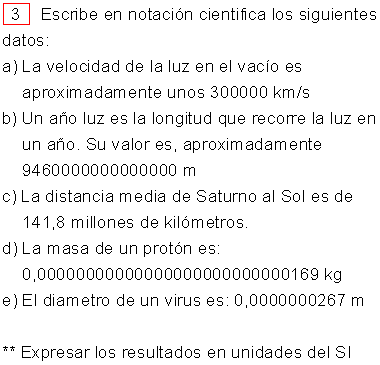 3 Escribe en notación cientifica los siguientes
datos:
a) La velocidad de la luz en el vacío es
aproximadamente unos 300000 km/s
b) Un año luz es la longitud que recorre la luz en
un año. Su valor es, aproximadamente
9460000000000000 m
c) La distancia media de Saturno al Sol es de
141,8 millones de kilómetros.
d) La masa de un protón es:
0,00000000000000000000000000169 kg
e) El diametro de un virus es: 0,0000000267 m
** Expresar los resultados en unidades del SI